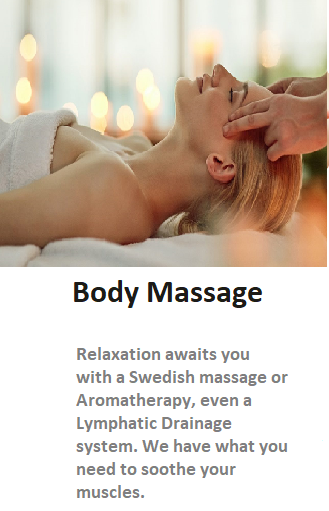 Body Massage
Relaxation awaits you
with a Swedish massage or
Aromatherapy, even a
Lymphatic Drainage
system. We have what you
need to soothe your
muscles.